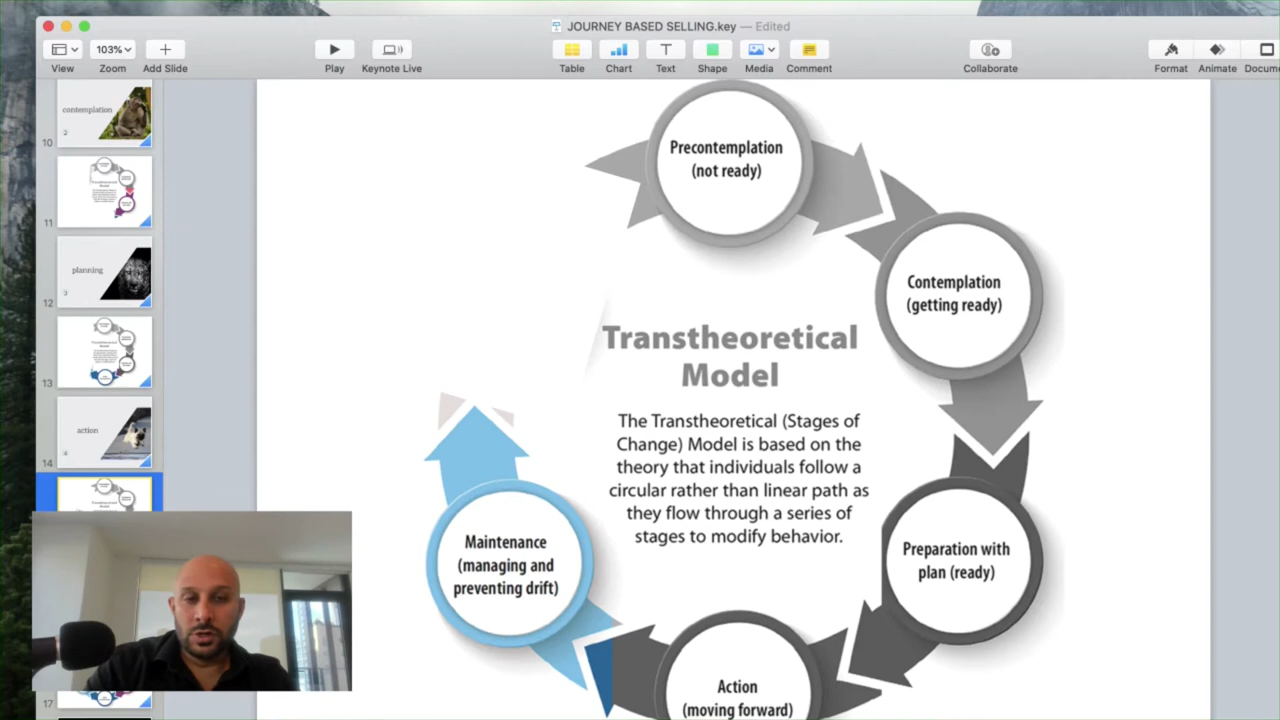 JOURNEY BASED SELLING.key — Edited
103%
View
Zoom
Add Slide
Play
Keynote Live
Table
Chart
Text
Shape
Media
Comment
Collaborate
Format
Animate
Docum
contemplation
2
10
11
planning
3
12
13
action
4
14
17
Precontemplation
(not ready)
Contemplation
(getting ready)
Transtheoretical
Model
The Transtheoretical (Stages of
Change) Model is based on the
theory that individuals follow a
circular rather than linear path as
they flow through a series of
stages to modify behavior.
Preparation with
plan (ready)
Maintenance
(managing and
preventing drift)
Action
(moving forward)